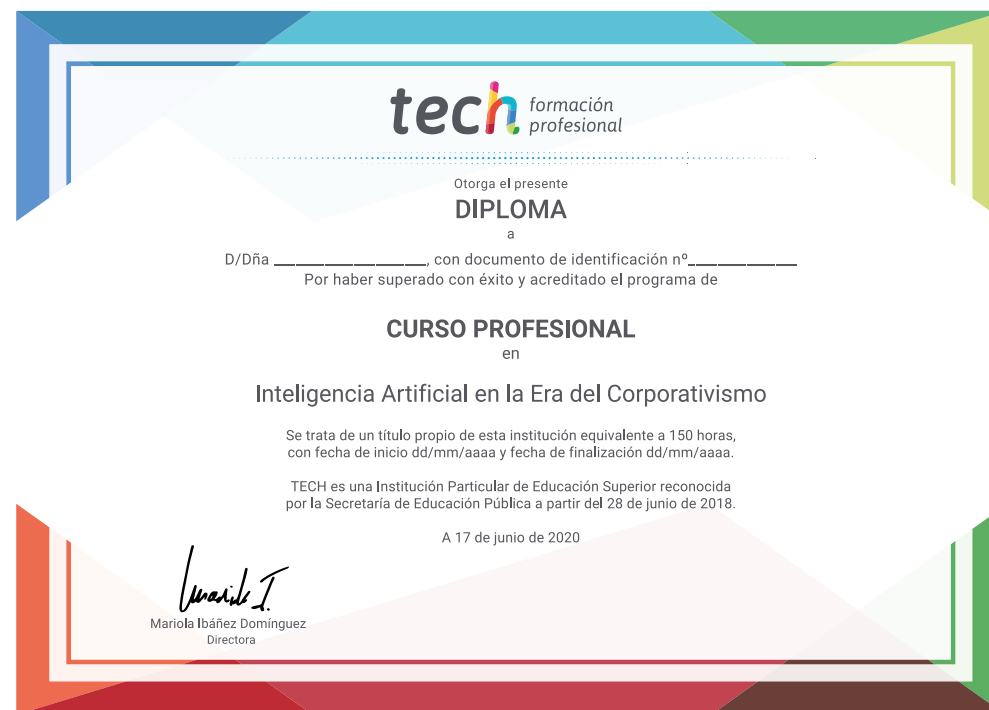 tech formación
profesional
Otorga el presente
DIPLOMA
a
D/Dña ______________, con documento de identificación nº__________
Por haber superado con éxito y acreditado el programa de
CURSO PROFESIONAL
en
Inteligencia Artificial en la Era del Corporativismo
Se trata de un título propio de esta institución equivalente a 150 horas,
con fecha de inicio dd/mm/aaaa y fecha de finalización dd/mm/aaaa.
TECH es una Institución Particular de Educación Superior reconocida
por la Secretaría de Educación Pública a partir del 28 de junio de 2018.
A 17 de junio de 2020
Mariola Ibáñez Domínguez
Directora